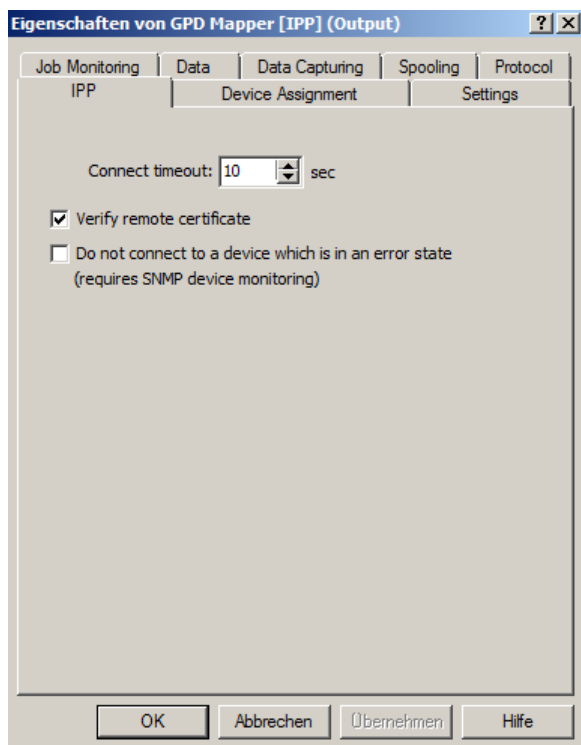 Eigenschaften von GPD Mapper [IPP] (Output)
Job Monitoring Data Data Capturing Spooling Protocol
IPP Device Assignment Settings
Connect timeout: 10 sec
Verify remote certificate
Do not connect to a device which is in an error state
(requires SNMP device monitoring)
OK Abbrechen Übernehmen Hilfe